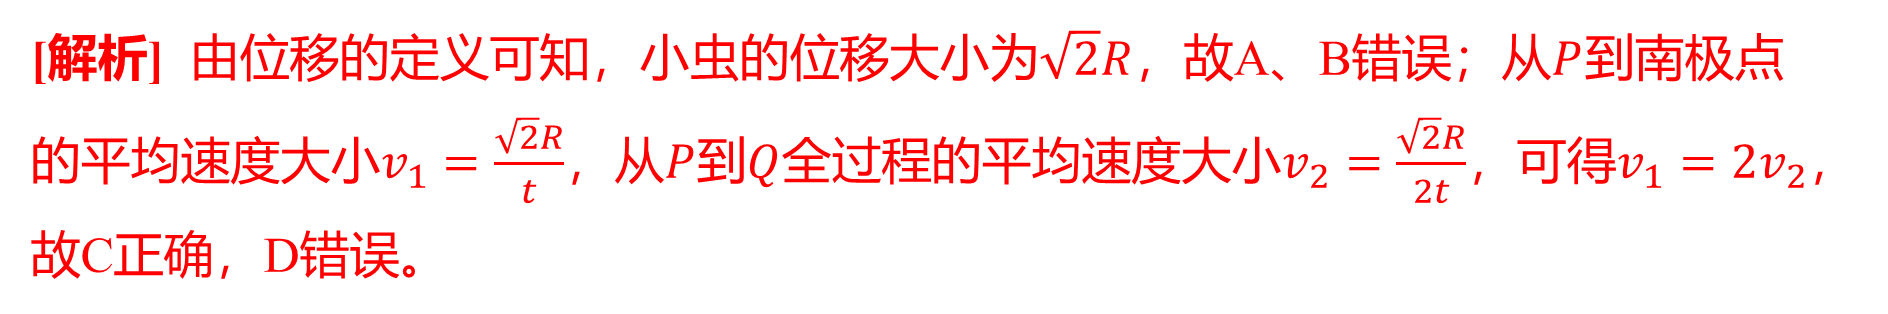 [解析] 由位移的定义可知，小虫的位移大小为√2R，故A、B错误；从P到南极点
的平均速度大小v₁ = √2R/t，从P到Q全过程的平均速度大小v₂ = √2R/2t，可得v₁ = 2v₂，
故C正确，D错误。